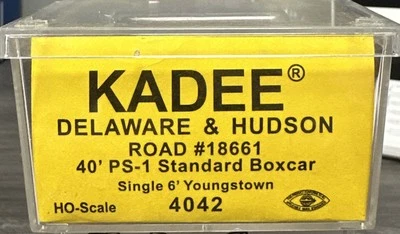 KADEE®
DELAWARE & HUDSON
ROAD #18661
40' PS-1 Standard Boxcar
Single 6' Youngstown
HO-Scale 4042